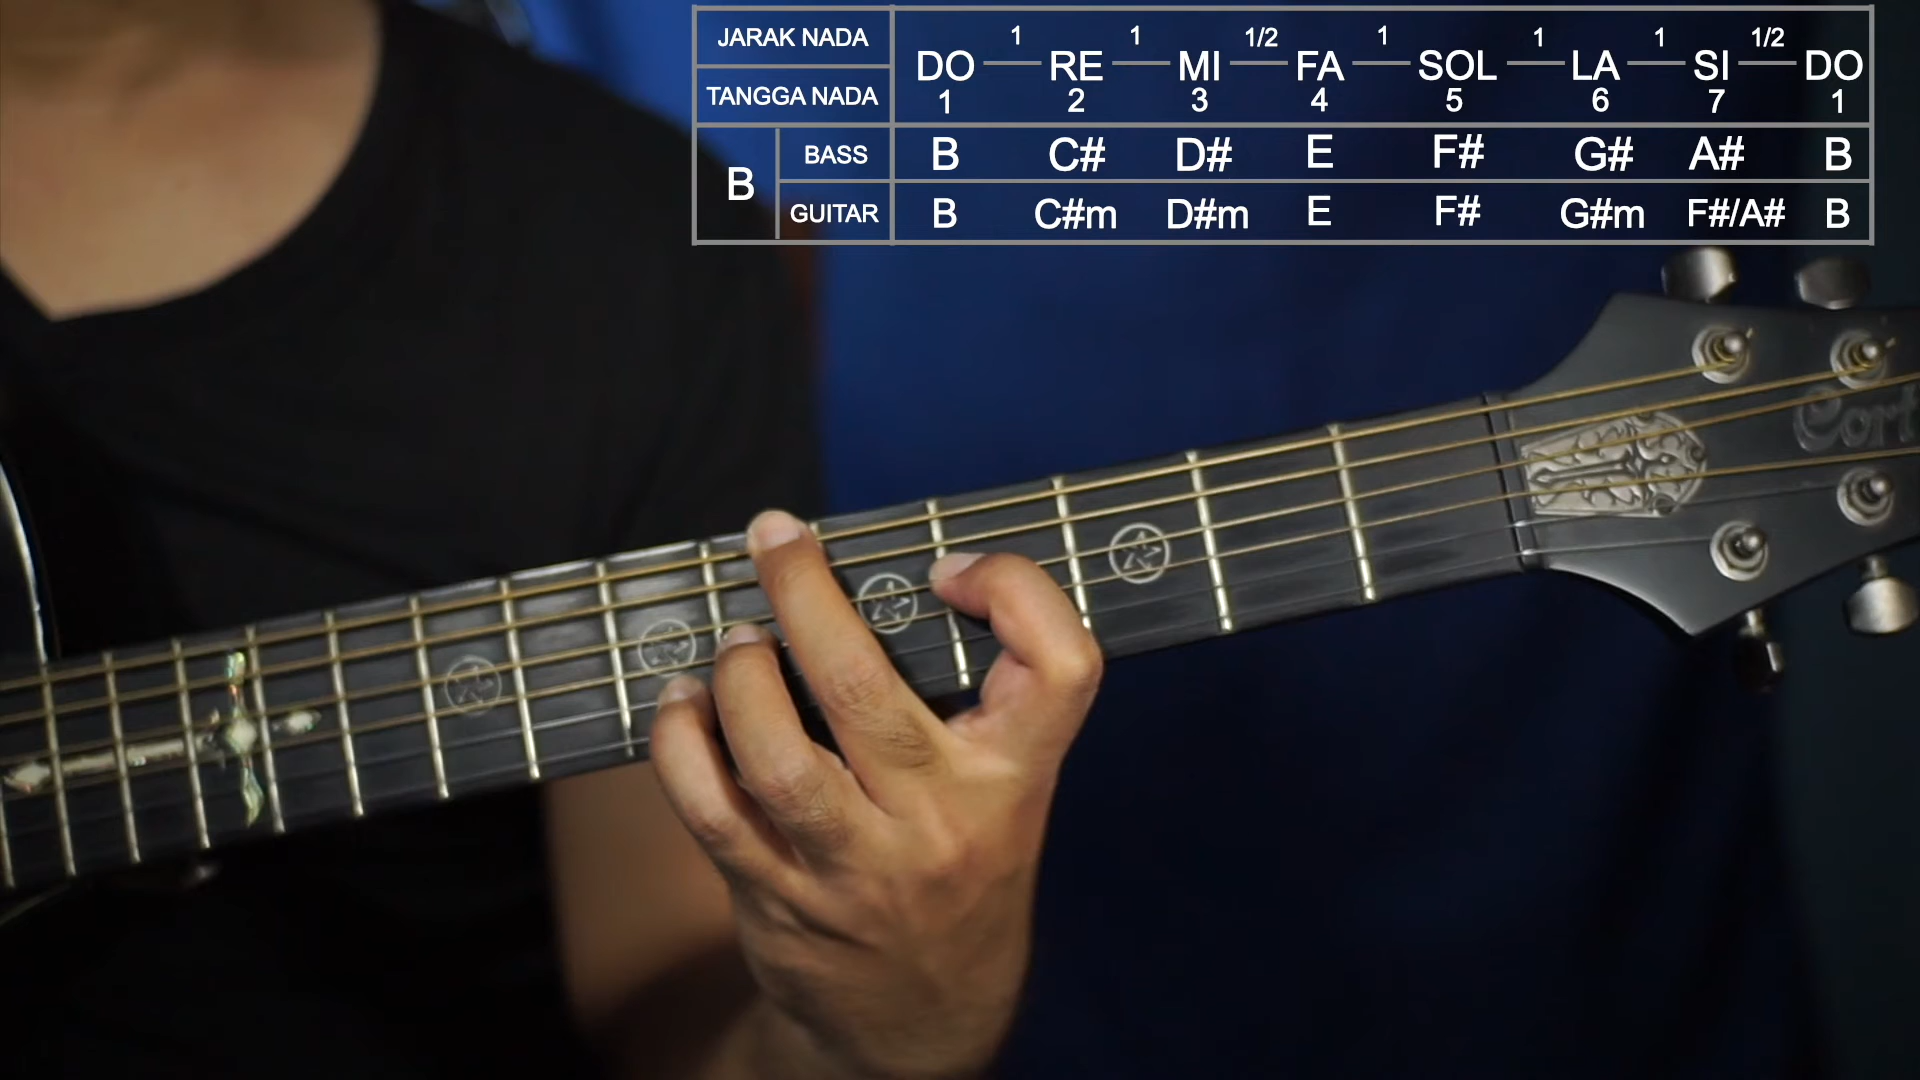 JARAK NADA
1 1 1/2 1 1 1 1/2
DO RE MI FA SOL LA SI DO
TANGGA NADA 1 2 3 4 5 6 7 1
B
BASS B C# D# E F# G# A# B
GUITAR B C#m D#m E F# G#m F#/A# B
Cort